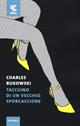 CHARLES
BUKOWSKI
TACCUINO
DI UN VECCHIO
SPORCACCIONE